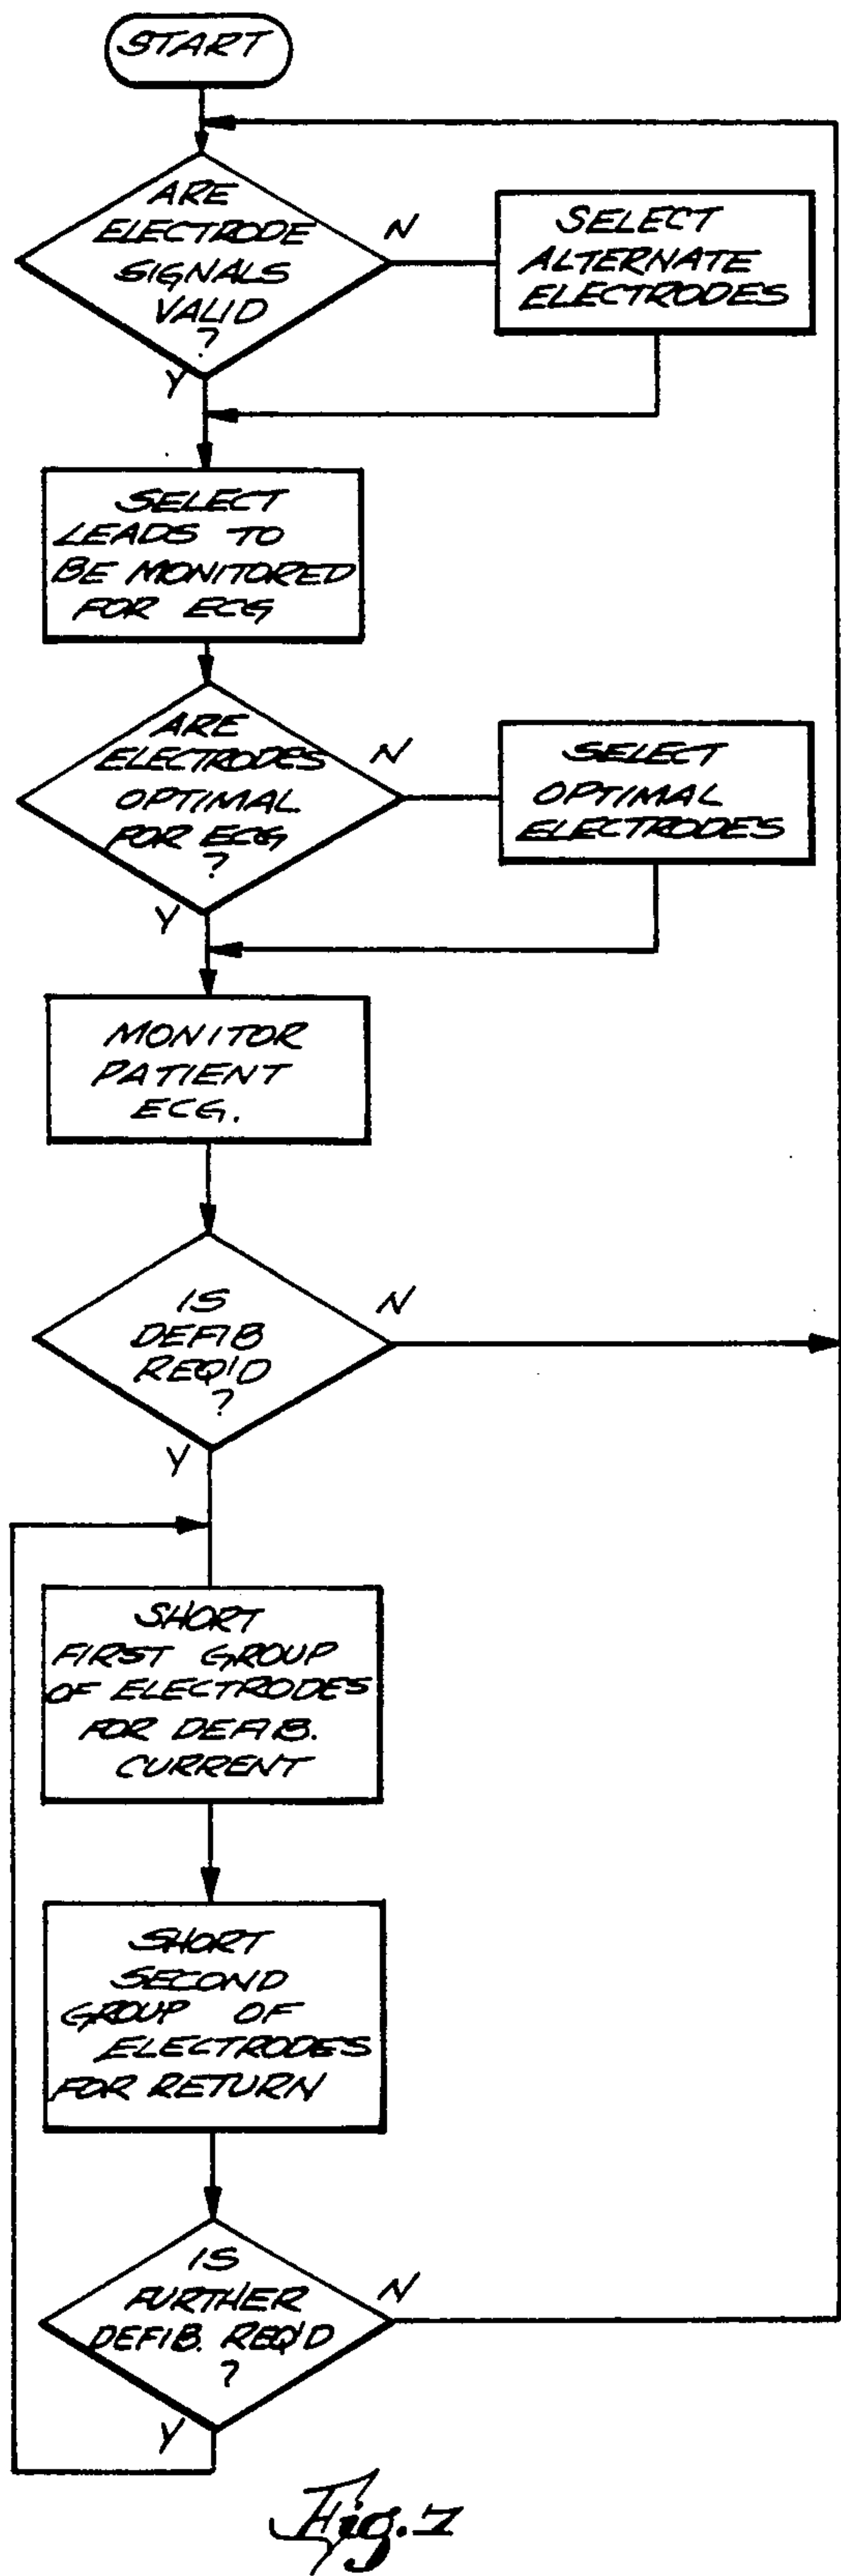 START
ARE
ELECTRODE
SIGNALS
VALID
?
N
Y
SELECT
ALTERNATE
ELECTRODES
SELECT
LEADS TO
BE MONITORED
FOR ECG
ARE
ELECTRODES
OPTIMAL
FOR ECG
?
N
Y
SELECT
OPTIMAL
ELECTRODES
MONITOR
PATIENT
ECG.
IS
DEFIB
REQ'D
?
N
Y
SHORT
FIRST GROUP
OF ELECTRODES
FOR DEFIB.
CURRENT
SHORT
SECOND
GROUP OF
ELECTRODES
FOR RETURN
IS
FURTHER
DEFIB. REQ'D
?
N
Y
Fig. 7